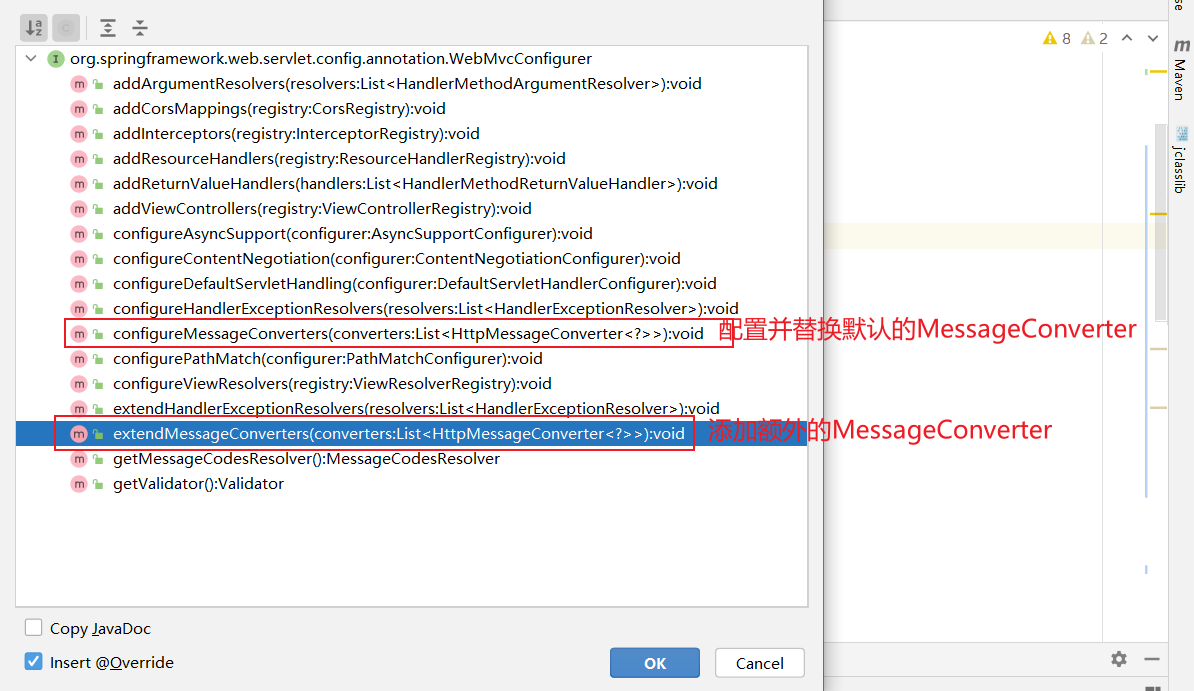 org.springframework.web.servlet.config.annotation.WebMvcConfigurer
addArgumentResolvers(resolvers:List<HandlerMethodArgumentResolver>):void
addCorsMappings(registry:CorsRegistry):void
addInterceptors(registry:InterceptorRegistry):void
addResourceHandlers(registry:ResourceHandlerRegistry):void
addReturnValueHandlers(handlers:List<HandlerMethodReturnValueHandler>):void
addViewControllers(registry:ViewControllerRegistry):void
configureAsyncSupport(configurer:AsyncSupportConfigurer):void
configureContentNegotiation(configurer:ContentNegotiationConfigurer):void
configureDefaultServletHandling(configurer:DefaultServletHandlerConfigurer):void
configureHandlerExceptionResolvers(resolvers:List<HandlerExceptionResolver>):void
configureMessageConverters(converters:List<HttpMessageConverter<?>>):void 配置并替换默认的MessageConverter
configurePathMatch(configurer:PathMatchConfigurer):void
configureViewResolvers(registry:ViewResolverRegistry):void
extendHandlerExceptionResolvers(resolvers:List<HandlerExceptionResolver>):void
extendMessageConverters(converters:List<HttpMessageConverter<?>>):void 添加额外的MessageConverter
getMessageCodesResolver():MessageCodesResolver
getValidator():Validator
Copy JavaDoc
Insert @Override
OK
Cancel
8 2
Maven
jclasslib